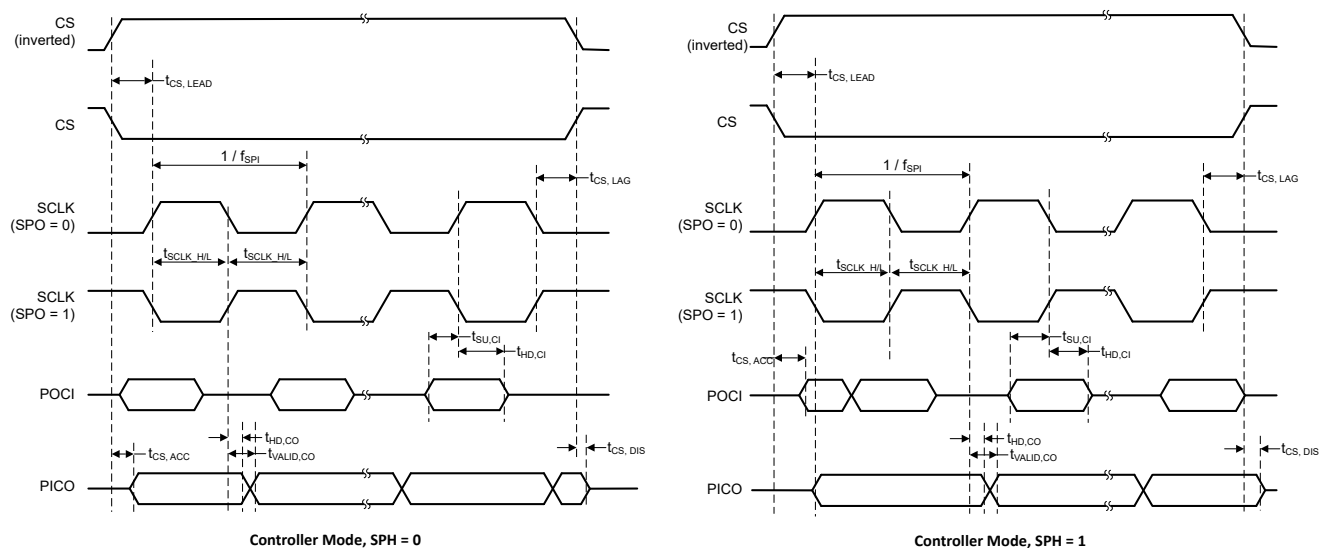 CS
(inverted)
t CS, LEAD
CS
1 / fSPI
t CS, LAG
SCLK
(SPO = 0)
tSCLK_H/L
tSCLK_H/L
SCLK
(SPO = 1)
tSU,CI
tHD,CI
POCI
tHD,CO
tVALID,CO
tCS, ACC
tCS, DIS
PICO
Controller Mode, SPH = 0
CS
(inverted)
tCS, LEAD
CS
1 / fSPI
tCS, LAG
SCLK
(SPO = 0)
tSCLK_H/L
tSCLK_H/L
SCLK
(SPO = 1)
tSU,CI
tHD,CI
tCS, ACC
POCI
tHD,CO
tVALID,CO
tCS, DIS
PICO
Controller Mode, SPH = 1